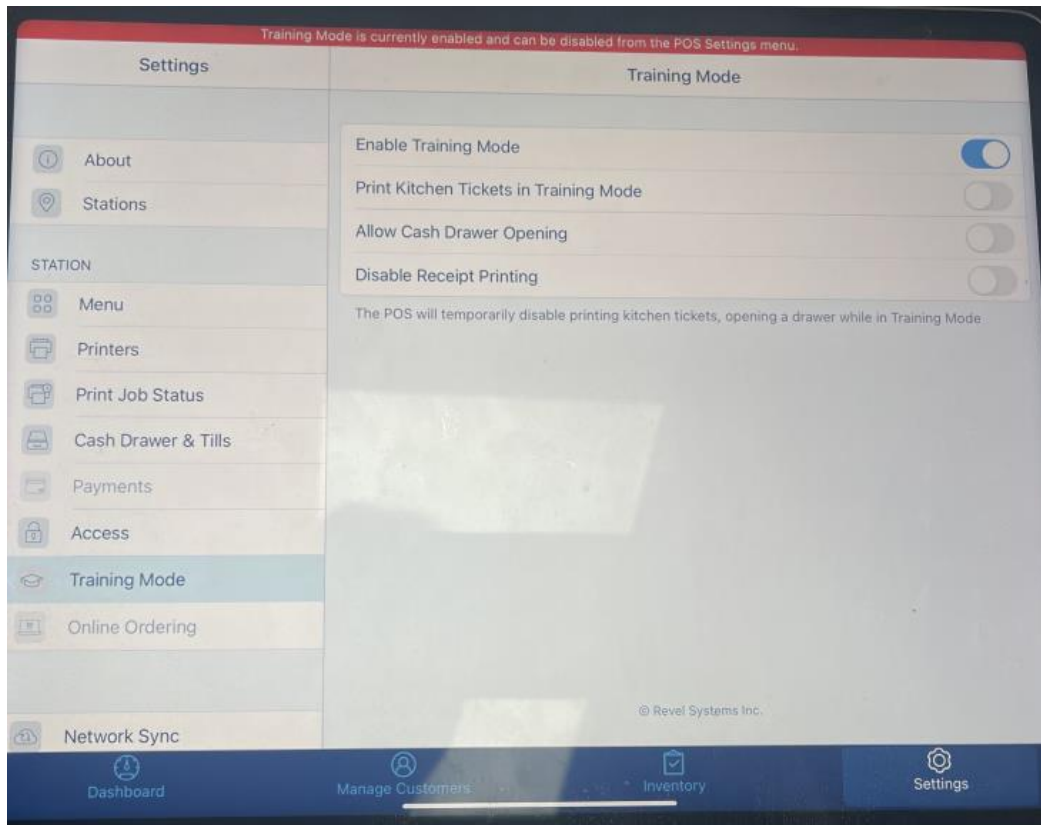 Training Mode is currently enabled and can be disabled from the POS Settings menu.
Settings
Training Mode
About
Stations
STATION
Menu
Printers
Print Job Status
Cash Drawer & Tills
Payments
Access
Training Mode
Online Ordering
Network Sync
Enable Training Mode
Print Kitchen Tickets in Training Mode
Allow Cash Drawer Opening
Disable Receipt Printing
The POS will temporarily disable printing kitchen tickets, opening a drawer while in Training Mode
© Revel Systems Inc.
Dashboard
Manage Customers
Inventory
Settings